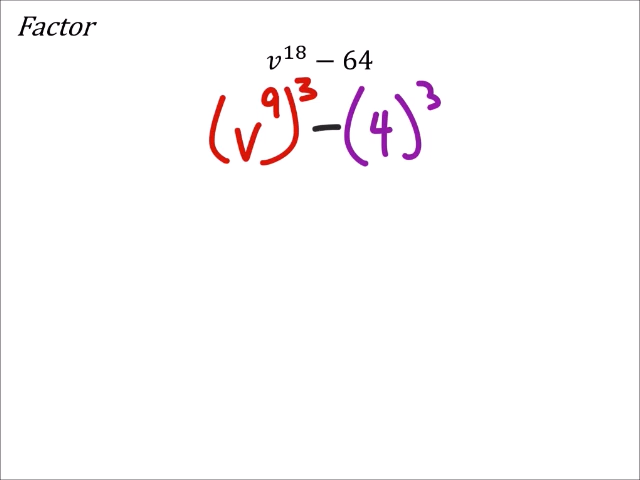 Factor
v¹⁸ − 64
(v⁹)³ − (4)³